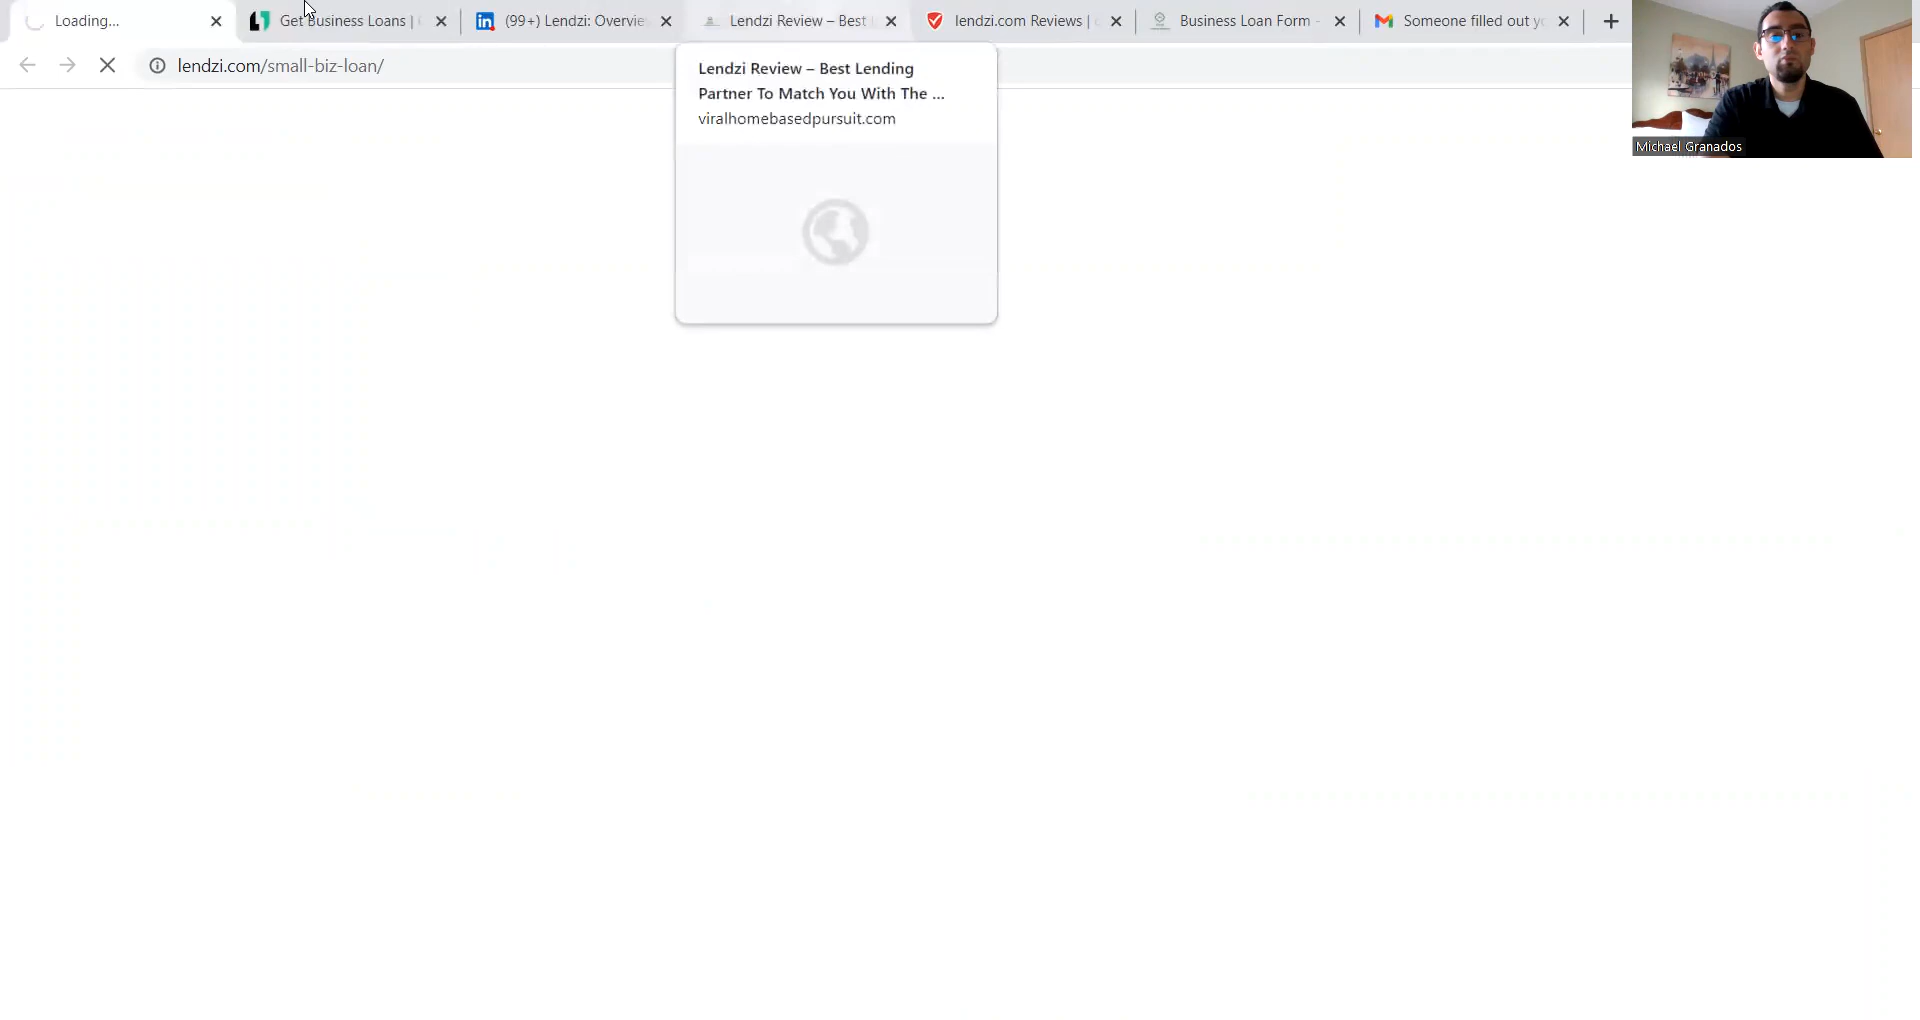 Loading...
Get Business Loans |
(99+) Lendzi: Overvie
Lendzi Review – Best
lendzi.com Reviews |
Business Loan Form -
Someone filled out yo
lendzi.com/small-biz-loan/
Lendzi Review – Best Lending
Partner To Match You With The ...
viralhomebasedpursuit.com
Michael Granados